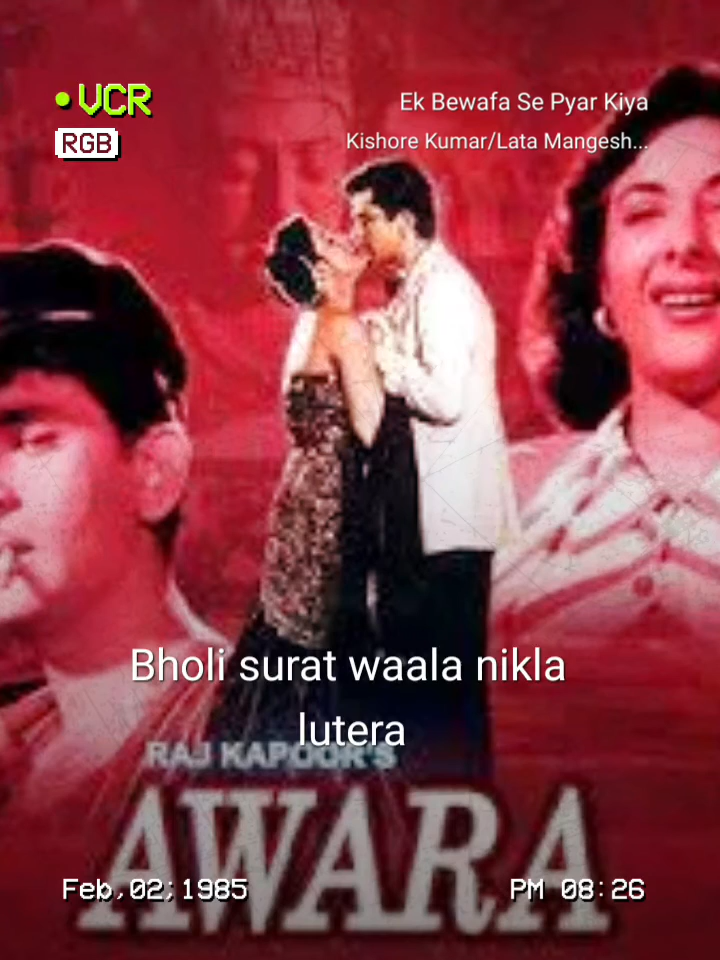 VCR
Ek Bewafa Se Pyar Kiya
RGB
Kishore Kumar/Lata Mangesh...
Bholi surat waala nikla
lutera
RAJ KAPOOR'S
AWARA
Feb,02;1985
PM 08:26